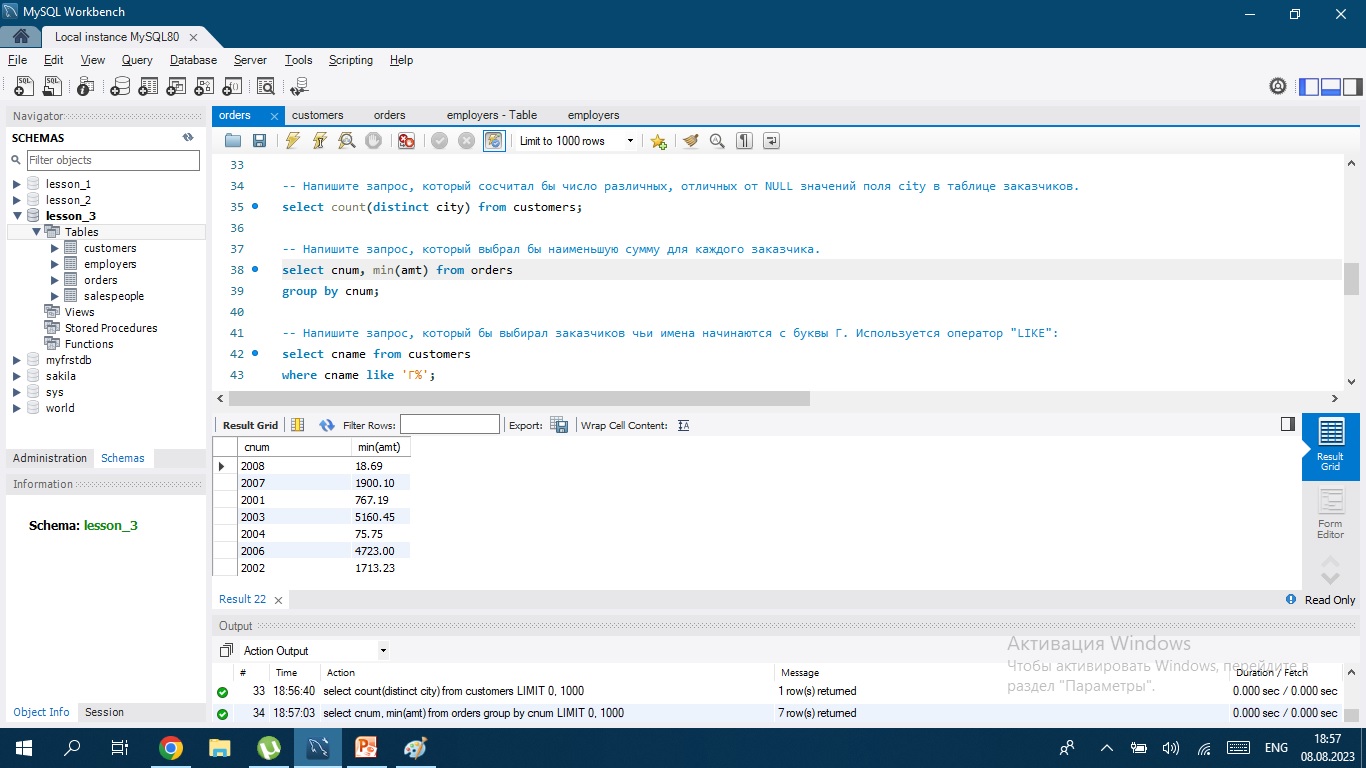 MySQL Workbench
Local instance MySQL80
File Edit View Query Database Server Tools Scripting Help
Navigator
SCHEMAS
Filter objects
lesson_1
lesson_2
lesson_3
Tables
customers
employers
orders
salespeople
Views
Stored Procedures
Functions
myfrstdb
sakila
sys
world
Administration Schemas
Information
Schema: lesson_3
Object Info Session
orders customers orders employers - Table employers
Limit to 1000 rows
33
34 -- Напишите запрос, который сосчитал бы число различных, отличных от NULL значений поля city в таблице заказчиков.
35 select count(distinct city) from customers;
36
37 -- Напишите запрос, который выбрал бы наименьшую сумму для каждого заказчика.
38 select cnum, min(amt) from orders
39 group by cnum;
40
41 -- Напишите запрос, который бы выбирал заказчиков чьи имена начинаются с буквы Г. Используется оператор "LIKE":
42 select cname from customers
43 where cname like 'Г%';
Result Grid Filter Rows: Export: Wrap Cell Content:
cnum min(amt)
2008 18.69
2007 1900.10
2001 767.19
2003 5160.45
2004 75.75
2006 4723.00
2002 1713.23
Result Grid
Form Editor
Result 22
Read Only
Output
Action Output
# Time Action Message Duration / Fetch
33 18:56:40 select count(distinct city) from customers LIMIT 0, 1000 1 row(s) returned 0.000 sec / 0.000 sec
34 18:57:03 select cnum, min(amt) from orders group by cnum LIMIT 0, 1000 7 row(s) returned 0.000 sec / 0.000 sec
Активация Windows
Чтобы активировать Windows, перейдите в
раздел "Параметры".
ENG
18:57
08.08.2023